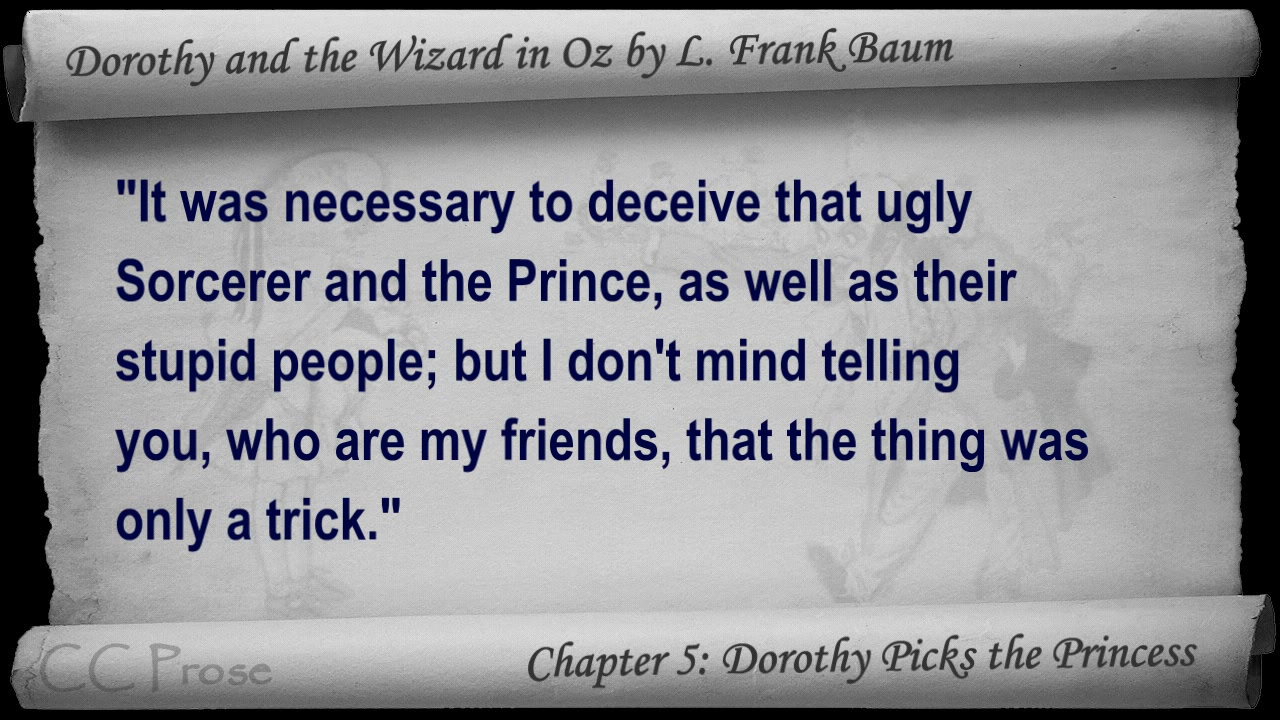 Dorothy and the Wizard in Oz by L. Frank Baum
"It was necessary to deceive that ugly
Sorcerer and the Prince, as well as their
stupid people; but I don't mind telling
you, who are my friends, that the thing was
only a trick."
CC Prose
Chapter 5: Dorothy Picks the Princess